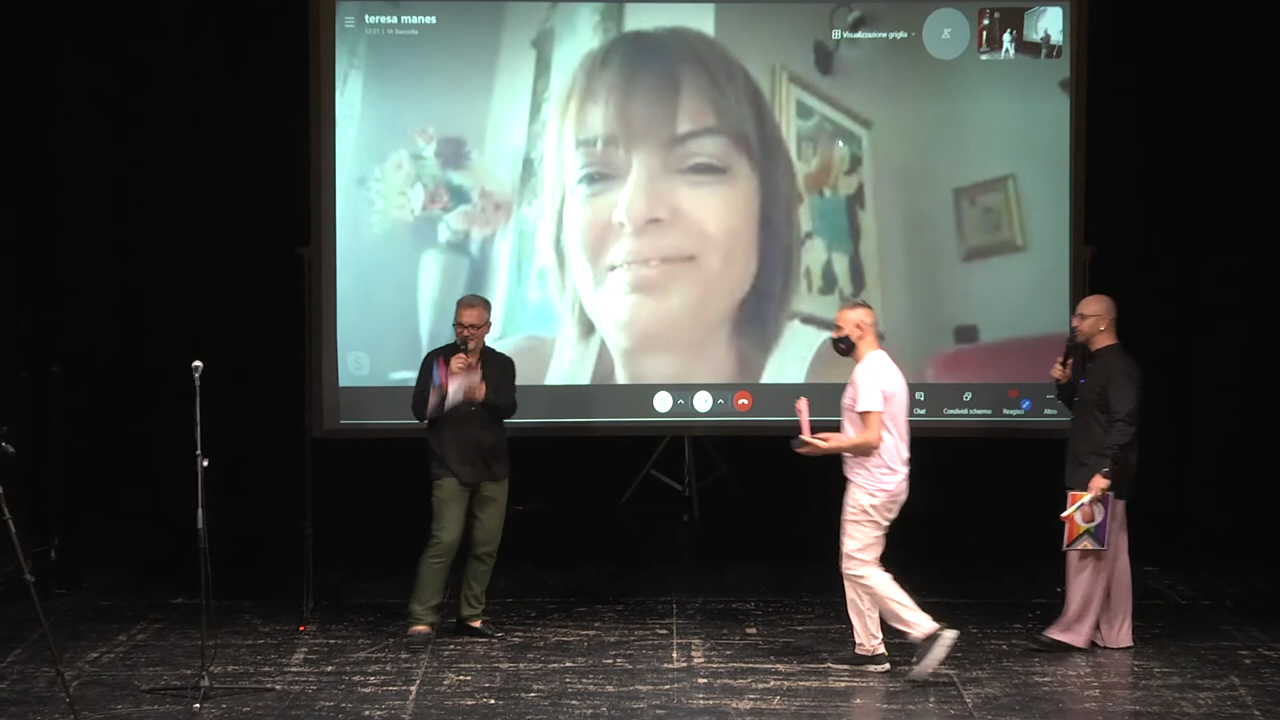 teresa manes
Visualizzazione griglia
S
Chat
Condividi schermo
Reagisci
Altro